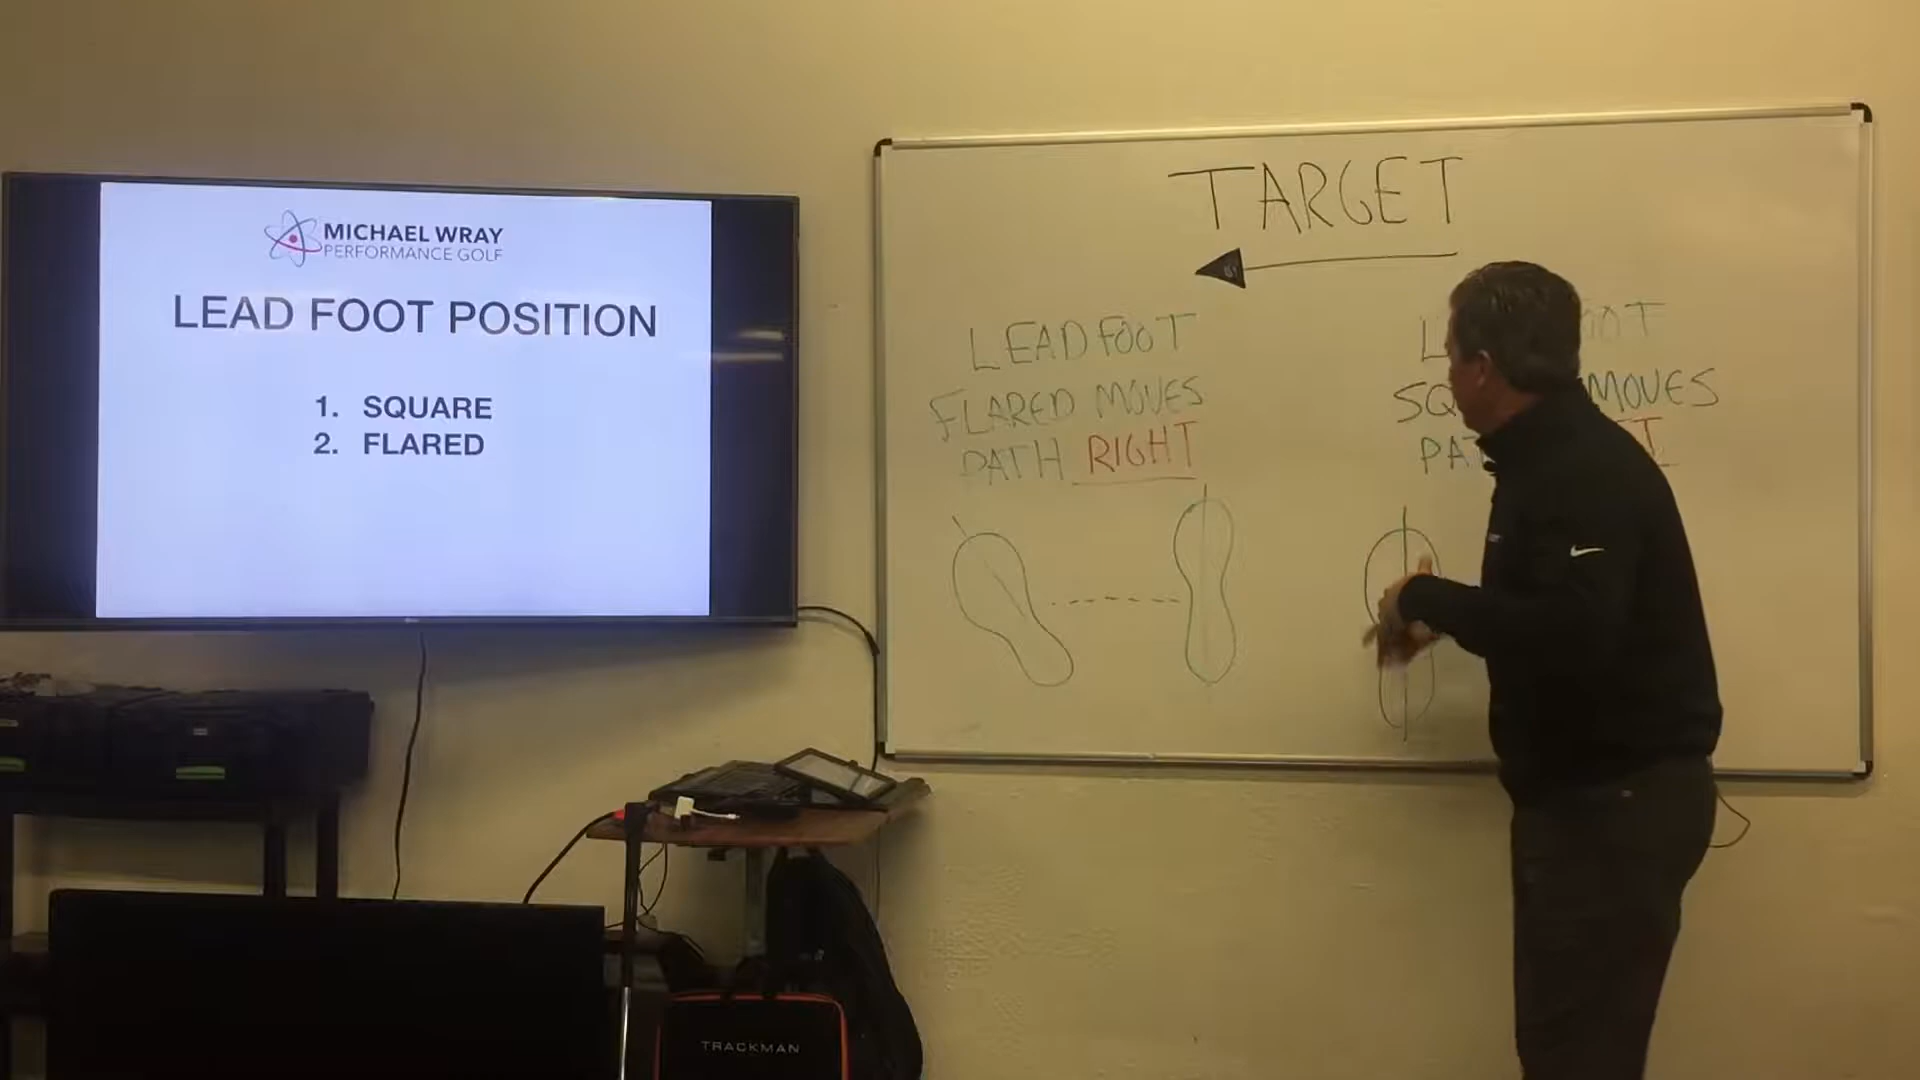 MICHAEL WRAY
PERFORMANCE GOLF
LEAD FOOT POSITION
1. SQUARE
2. FLARED
TARGET
LEAD FOOT
FLARED MOVES
PATH RIGHT
MOVES
TRACKMAN